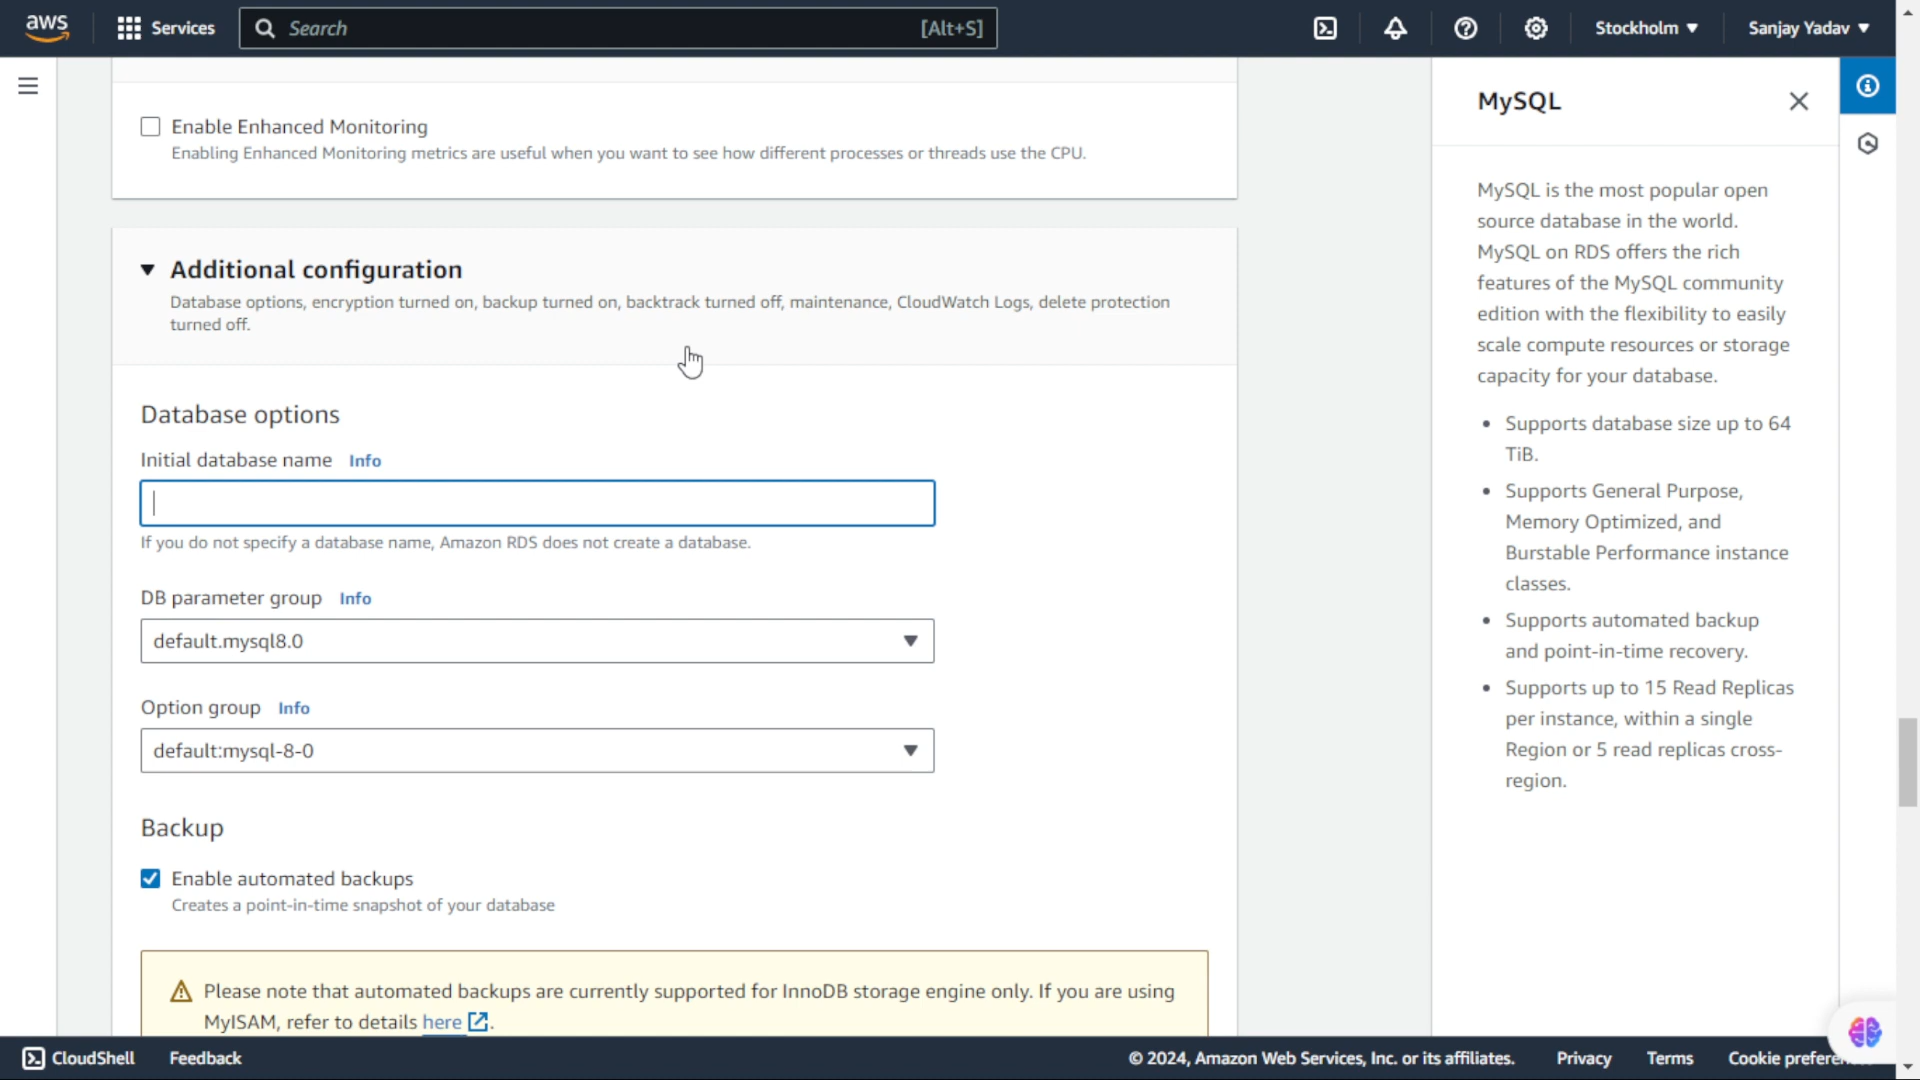 aws
Services
Search
[Alt+S]
Stockholm
Sanjay Yadav
Enable Enhanced Monitoring
Enabling Enhanced Monitoring metrics are useful when you want to see how different processes or threads use the CPU.
Additional configuration
Database options, encryption turned on, backup turned on, backtrack turned off, maintenance, CloudWatch Logs, delete protection
turned off.
Database options
Initial database name Info
If you do not specify a database name, Amazon RDS does not create a database.
DB parameter group Info
default.mysql8.0
Option group Info
default:mysql-8-0
Backup
Enable automated backups
Creates a point-in-time snapshot of your database
Please note that automated backups are currently supported for InnoDB storage engine only. If you are using
MyISAM, refer to details here.
MySQL
MySQL is the most popular open
source database in the world.
MySQL on RDS offers the rich
features of the MySQL community
edition with the flexibility to easily
scale compute resources or storage
capacity for your database.
• Supports database size up to 64
TiB.
• Supports General Purpose,
Memory Optimized, and
Burstable Performance instance
classes.
• Supports automated backup
and point-in-time recovery.
• Supports up to 15 Read Replicas
per instance, within a single
Region or 5 read replicas cross-
region.
CloudShell
Feedback
© 2024, Amazon Web Services, Inc. or its affiliates.
Privacy
Terms
Cookie